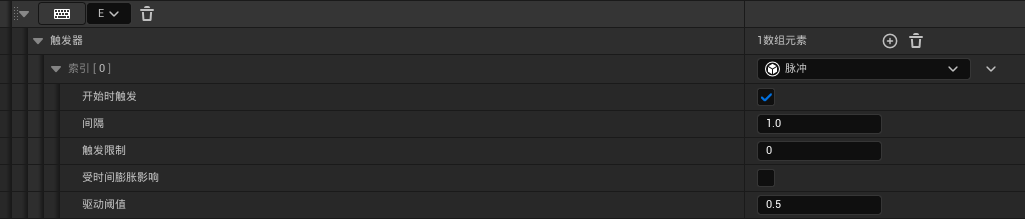 E
触发器 1数组元素
索引 [ 0 ] 脉冲
开始时触发
间隔 1.0
触发限制 0
受时间膨胀影响
驱动阈值 0.5